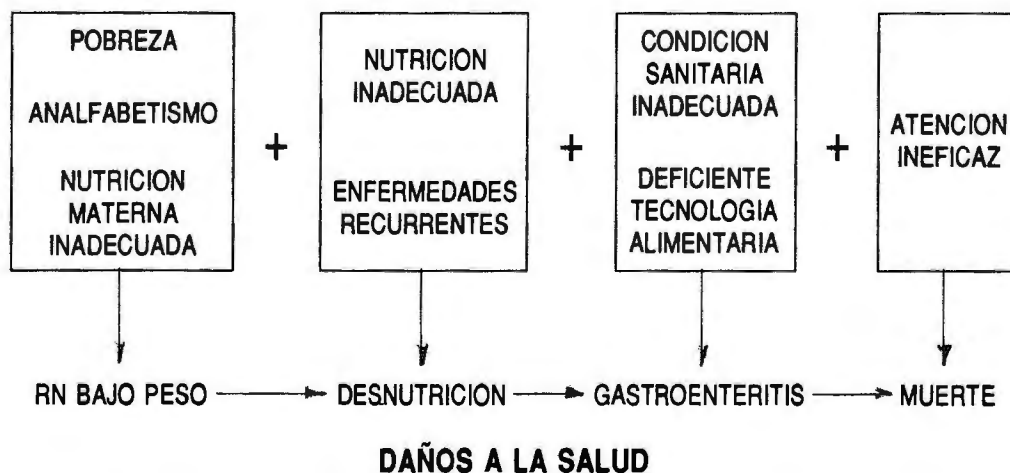 POBREZA
ANALFABETISMO
NUTRICION
MATERNA
INADECUADA
+
NUTRICION
INADECUADA
ENFERMEDADES
RECURRENTES
+
CONDICION
SANITARIA
INADECUADA
DEFICIENTE
TECNOLOGIA
ALIMENTARIA
+
ATENCION
INEFICAZ
RN BAJO PESO
DESNUTRICION
GASTROENTERITIS
MUERTE
DAÑOS A LA SALUD